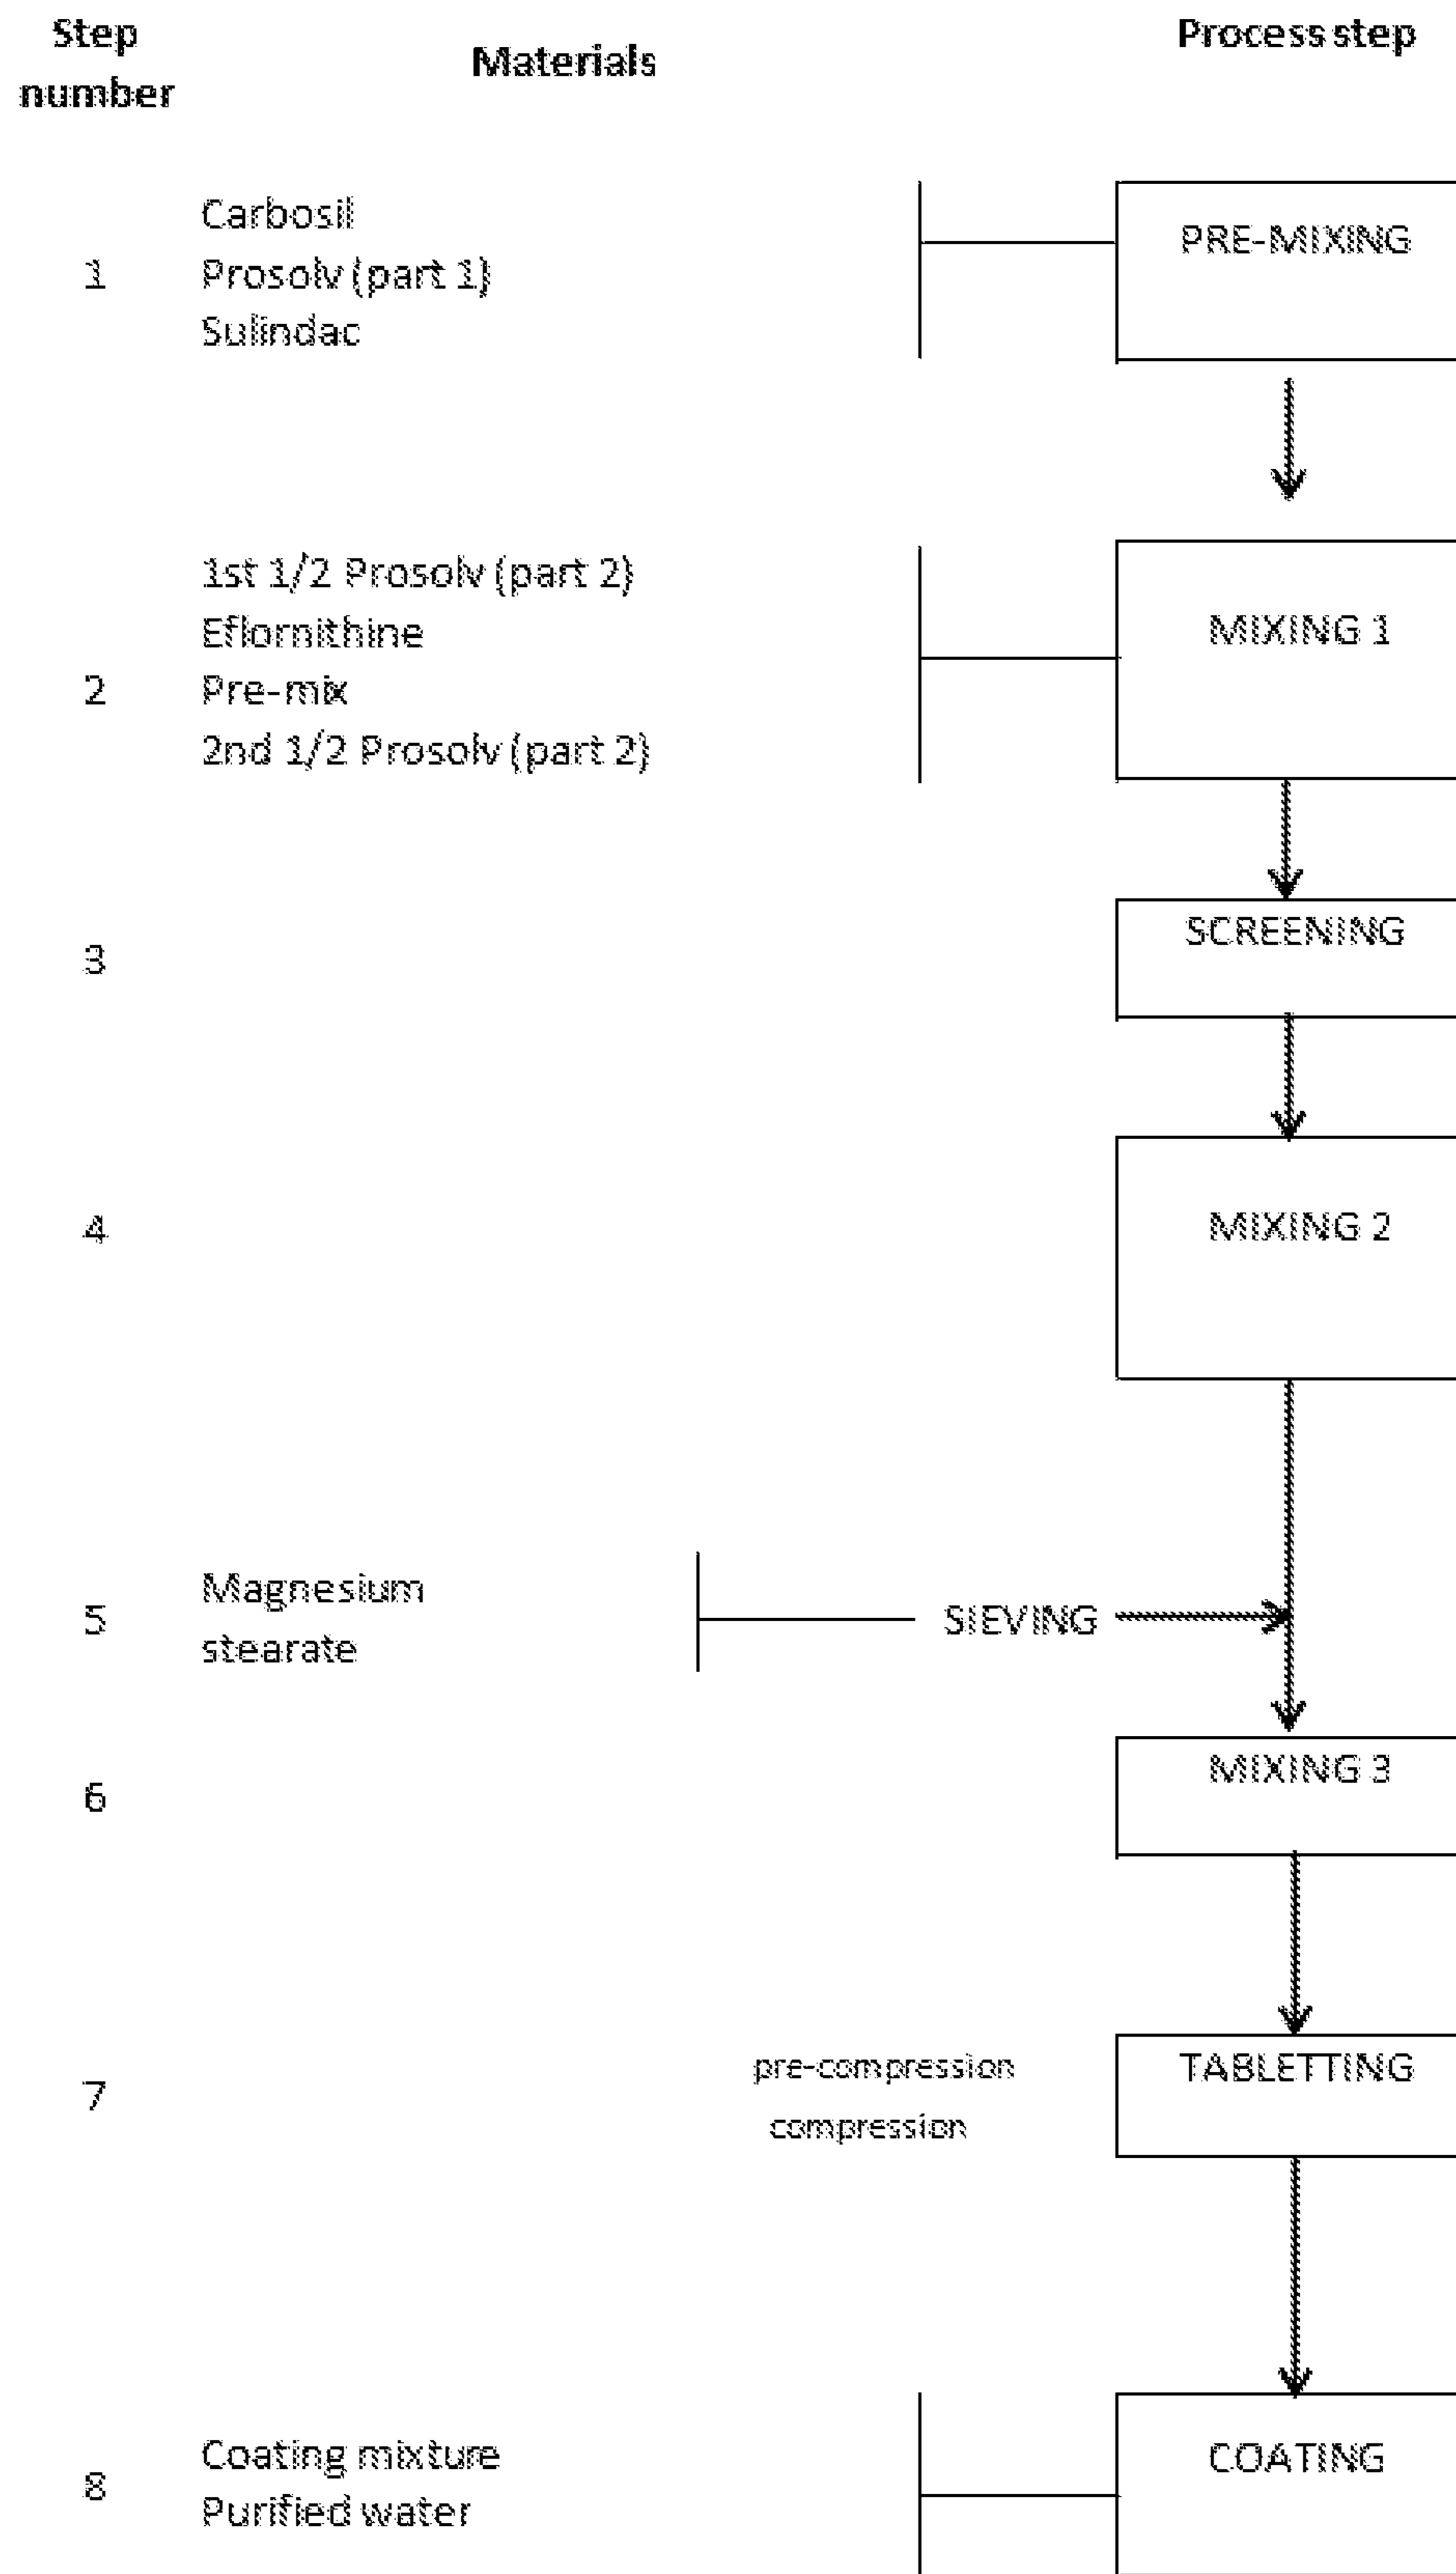 Step
number
Materials
Process step
1
Carbosil
Prosolv (part 1)
Sulindac
PRE-MIXING
2
1st 1/2 Prosolv (part 2)
Eflornithine
Pre-mix
2nd 1/2 Prosolv (part 2)
MIXING 1
3
SCREENING
4
MIXING 2
5
Magnesium
stearate
SIEVING
6
MIXING 3
7
pre-compression
compression
TABLETTING
8
Coating mixture
Purified water
COATING